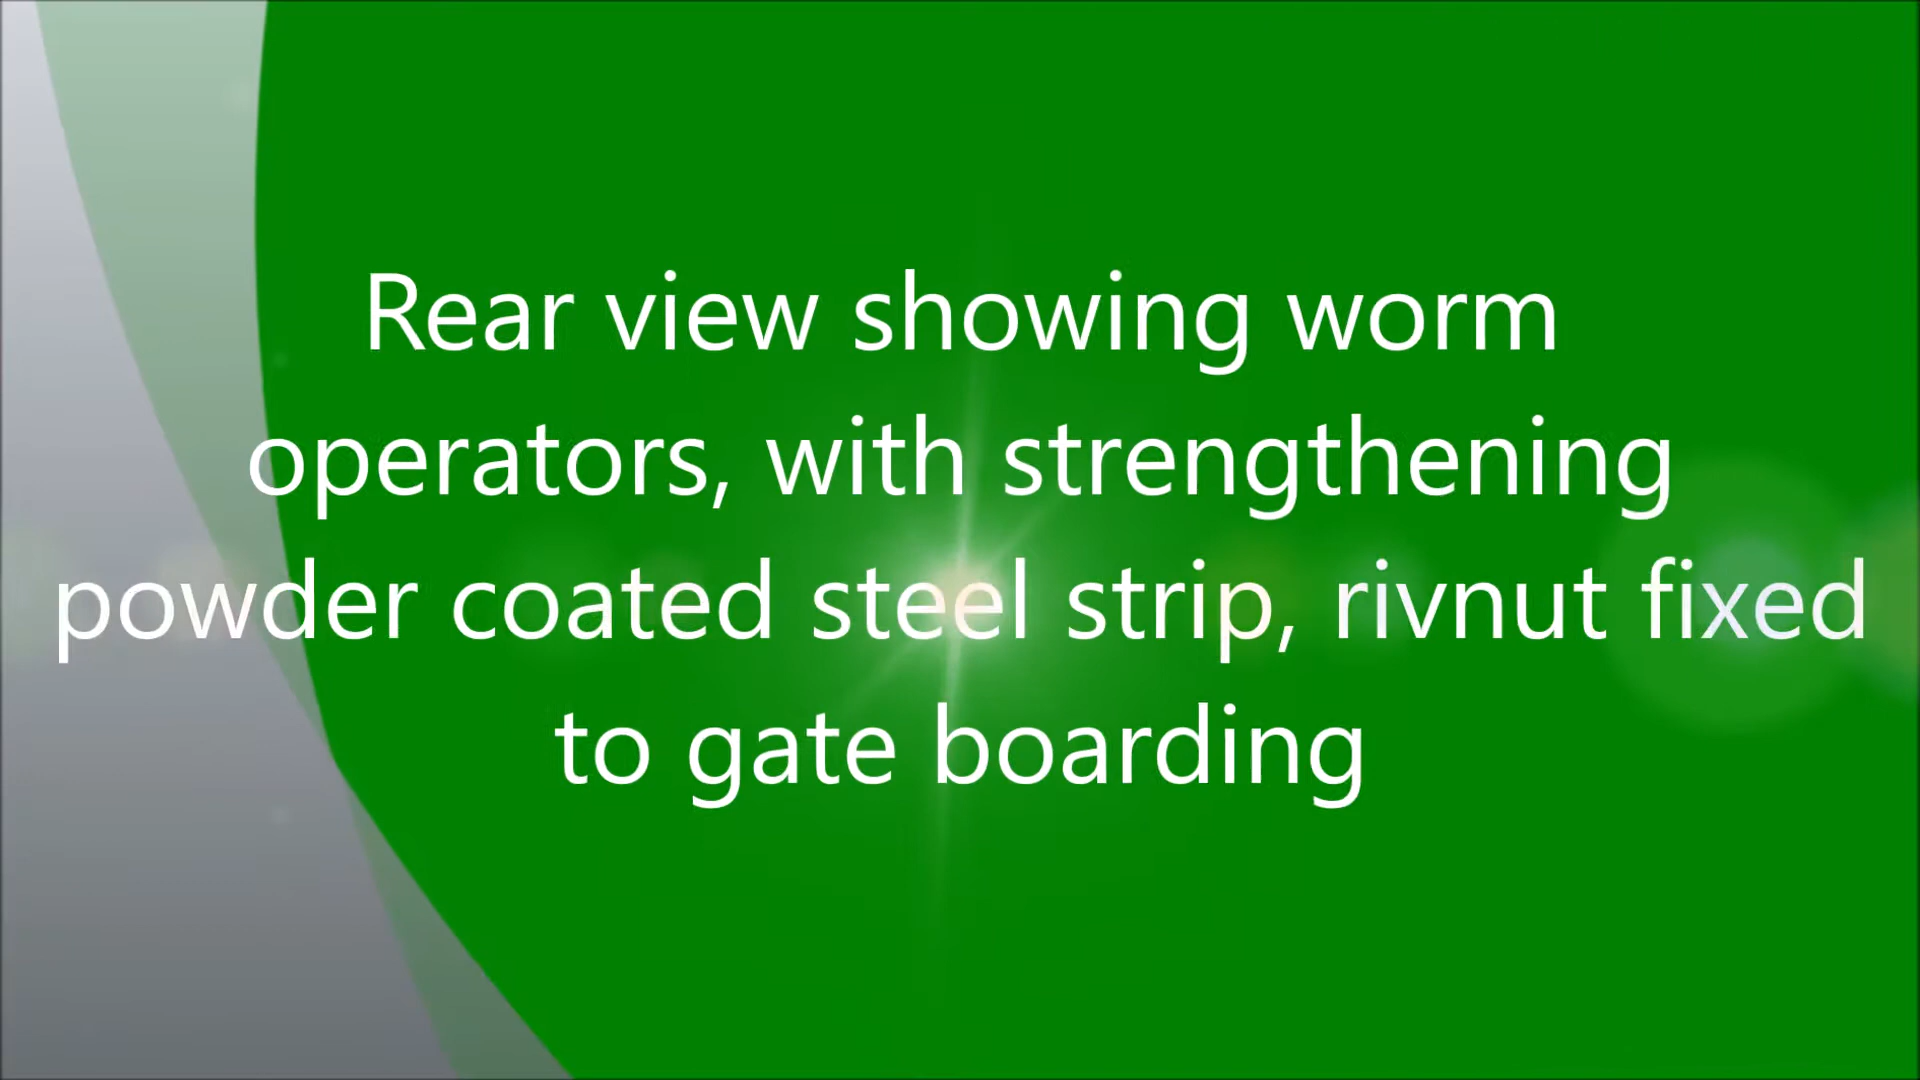 Rear view showing worm
operators, with strengthening
powder coated steel strip, rivnut fixed
to gate boarding